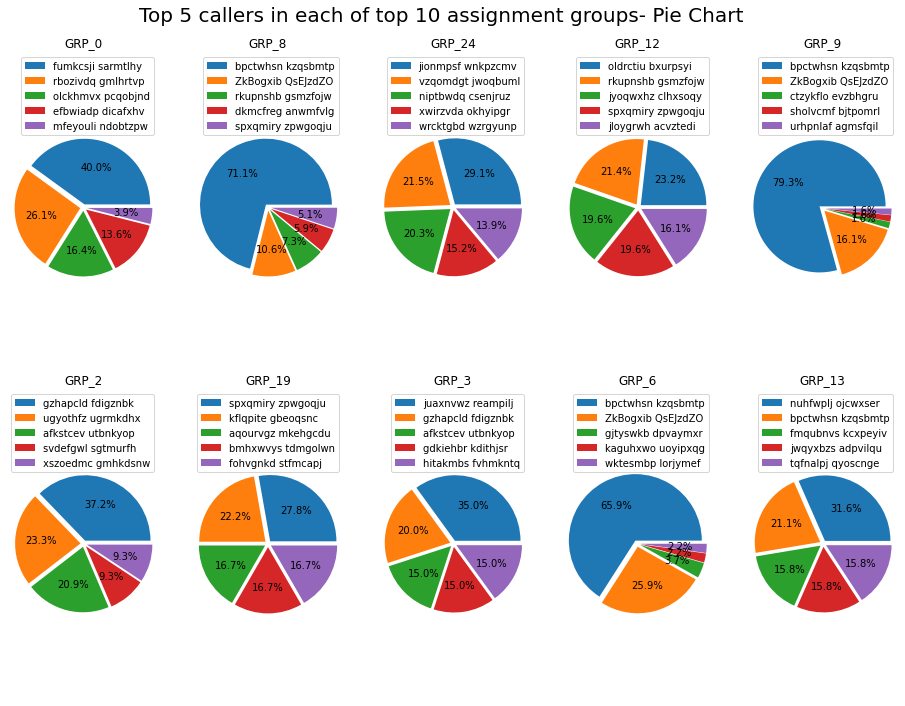 Top 5 callers in each of top 10 assignment groups- Pie Chart
GRP_0
fumkcsji sarmtlhy
rbozivdq gmlhrtvp
olckhmvx pcqobjnd
efbwiadp dicafxhv
mfeyouli ndobtzpw
40.0%
26.1%
16.4%
13.6%
3.9%
GRP_8
bpctwhsn kzqsbmtp
ZkBogxib QsEJzdZO
rkupnshb gsmzfojw
dkmcfreg anwmfvlg
spxqmiry zpwgoqju
71.1%
10.6%
7.3%
5.9%
5.1%
GRP_24
jionmpsf wnkpzcmv
vzqomdgt jwoqbuml
niptbwdq csenjruz
xwirzvda okhyipgr
wrcktgbd wzrgyunp
29.1%
21.5%
20.3%
15.2%
13.9%
GRP_12
oldrctiu bxurpsyi
rkupnshb gsmzfojw
jyoqwxhz clhxsoqy
spxqmiry zpwgoqju
jloygrwh acvztedi
23.2%
21.4%
19.6%
19.6%
16.1%
GRP_9
bpctwhsn kzqsbmtp
ZkBogxib QsEJzdZO
ctzykflo evzbhgru
sholvcmf bjtpomrl
urhpnlaf agmsfqil
79.3%
16.1%
1.6%
GRP_2
gzhapcld fdigznbk
ugyothfz ugrmkdhx
afkstcev utbnkyop
svdefgwl sgtmurfh
xszoedmc gmhkdsnw
37.2%
23.3%
20.9%
9.3%
9.3%
GRP_19
spxqmiry zpwgoqju
kflqpite gbeoqsnc
aqourvgz mkehgcdu
bmhxwvys tdmgolwn
fohvgnkd stfmcapj
27.8%
22.2%
16.7%
16.7%
16.7%
GRP_3
juaxnvwz reampilj
gzhapcld fdigznbk
afkstcev utbnkyop
gdkiehbr kdithjsr
hitakmbs fvhmkntq
35.0%
20.0%
15.0%
15.0%
15.0%
GRP_6
bpctwhsn kzqsbmtp
ZkBogxib QsEJzdZO
gjtyswkb dpvaymxr
kaguhxwo uoyipxqg
wktesmbp lorjymef
65.9%
25.9%
3.7%
2.2%
GRP_13
nuhfwplj ojcwxser
bpctwhsn kzqsbmtp
fmqubnvs kcxpeyiv
jwqyxbzs adpvilqu
tqfnalpj qyoscnge
31.6%
21.1%
15.8%
15.8%
15.8%